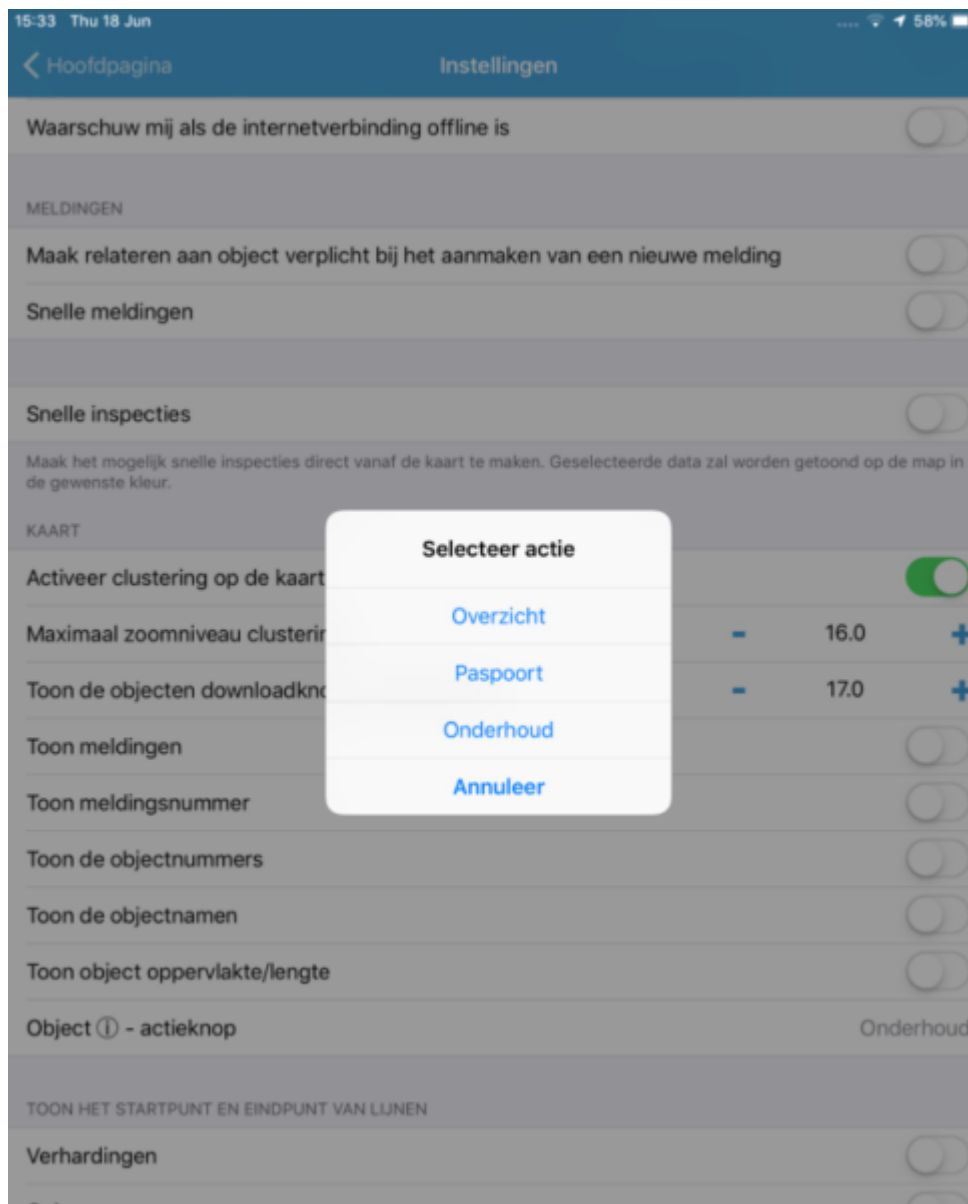 15:33 Thu 18 Jun
58%
Hoofdpagina
Instellingen
Waarschuw mij als de internetverbinding offline is
MELDINGEN
Maak relateren aan object verplicht bij het aanmaken van een nieuwe melding
Snelle meldingen
Snelle inspecties
Maak het mogelijk snelle inspecties direct vanaf de kaart te maken. Geselecteerde data zal worden getoond op de map in
de gewenste kleur.
KAART
Selecteer actie
Overzicht
Paspoort
Onderhoud
Annuleer
Activeer clustering op de kaart
Maximaal zoomniveau clusterin
- 16.0 +
Toon de objecten downloadkno
- 17.0 +
Toon meldingen
Toon meldingsnummer
Toon de objectnummers
Toon de objectnamen
Toon object oppervlakte/lengte
Object ⓘ - actieknop
Onderhoud
TOON HET STARTPUNT EN EINDPUNT VAN LIJNEN
Verhardingen